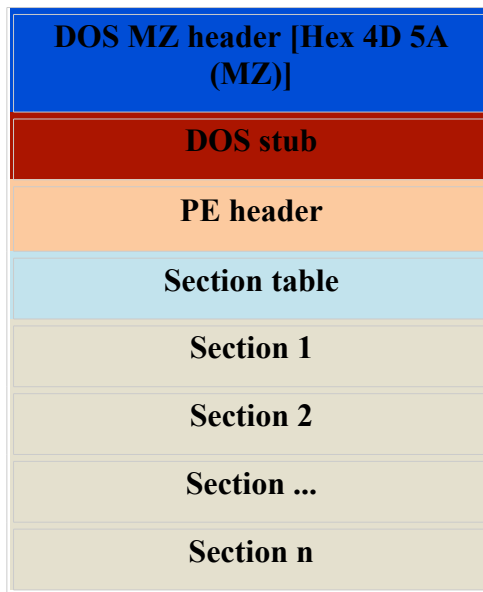 DOS MZ header [Hex 4D 5A
(MZ)]
DOS stub
PE header
Section table
Section 1
Section 2
Section ...
Section n